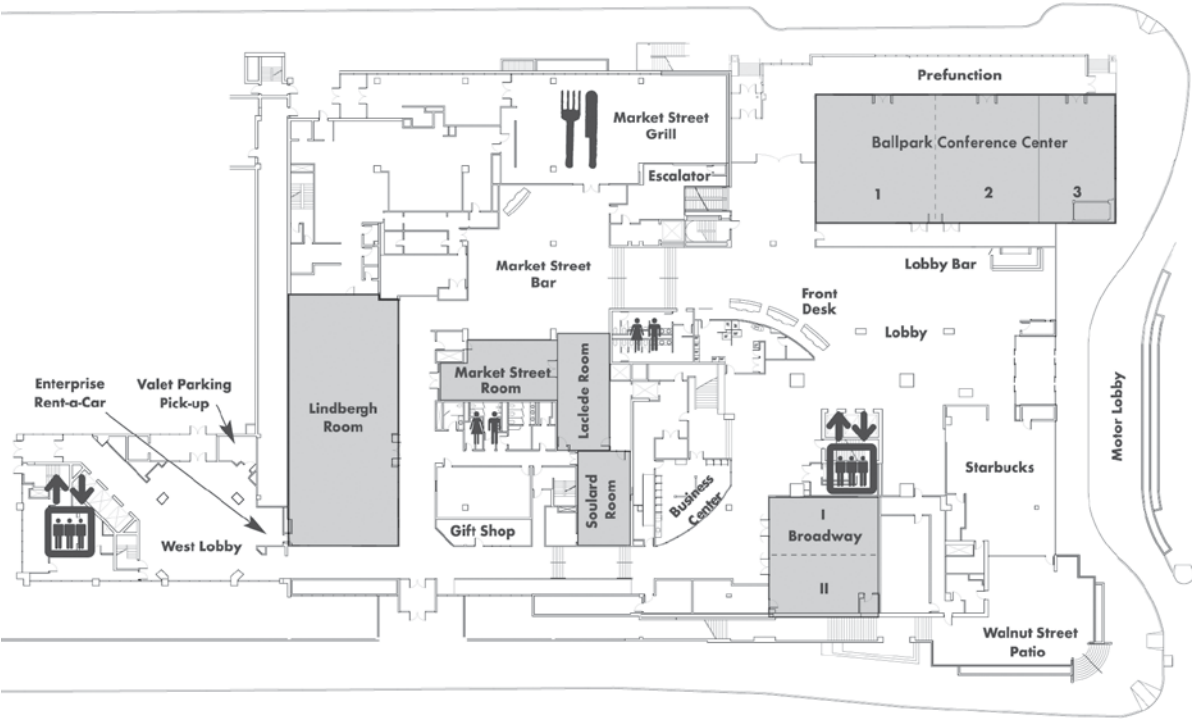 Prefunction
Market Street
Grill
Ballpark Conference Center
Escalator
1
2
3
Market Street
Bar
Lobby Bar
Front
Desk
Lobby
Enterprise
Rent-a-Car
Valet Parking
Pick-up
Lindbergh
Room
Market Street
Room
Laclede Room
Motor Lobby
Starbucks
Soulard
Room
Business
Center
Gift Shop
West Lobby
I
Broadway
II
Walnut Street
Patio